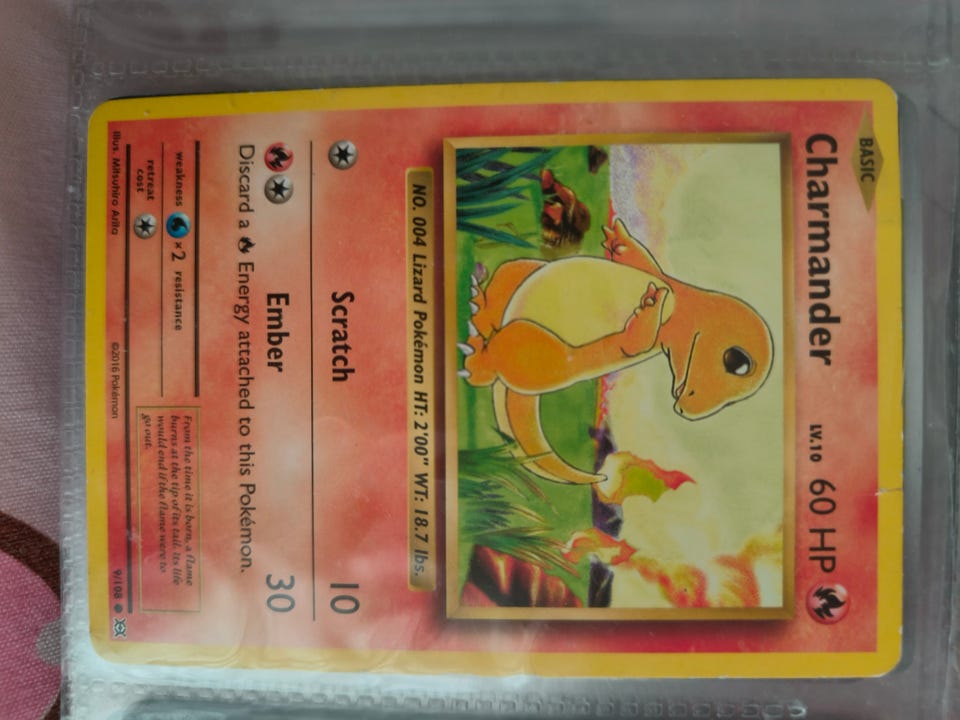 BASIC
Charmander LV.10 60 HP
NO. 004 Lizard Pokémon HT: 2'00" WT: 18.7 lbs.
Scratch 10
Ember 30
Discard a Energy attached to this Pokémon.
weakness ×2 resistance
retreat
cost
From the time it is born, a flame
burns at the tip of its tail. Its life
would end if the flame were to
go out.
Illus. Mitsuhiro Arita ©2016 Pokémon 9/108